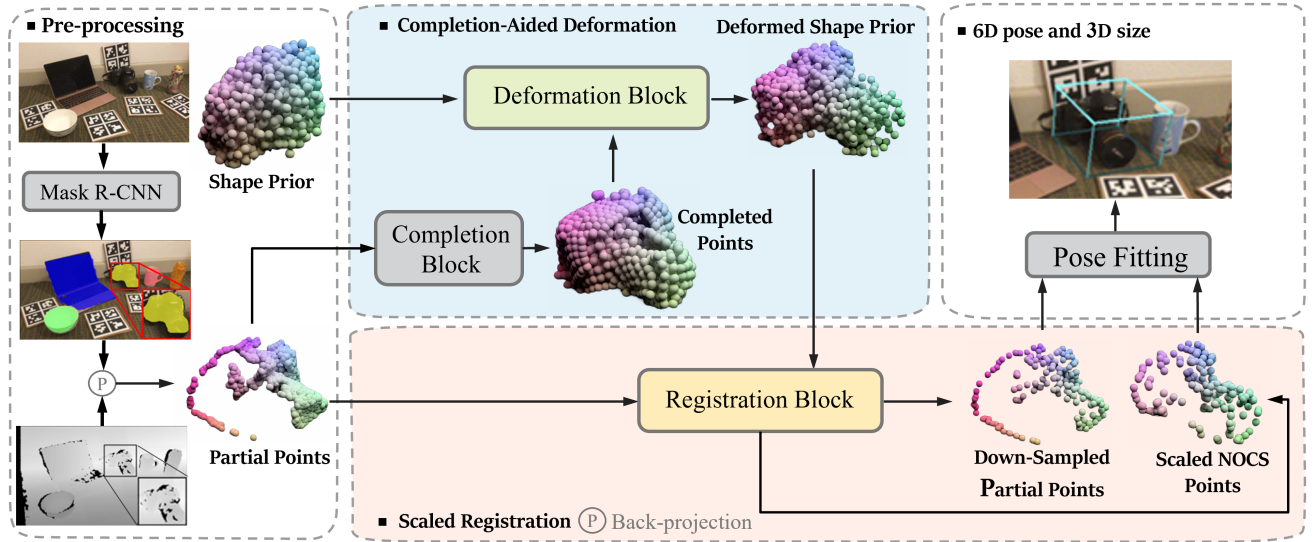 ▪ Pre-processing
Mask R-CNN
P
Shape Prior
Partial Points
▪ Completion-Aided Deformation
Deformed Shape Prior
Deformation Block
Completion
Block
Completed
Points
▪ 6D pose and 3D size
Pose Fitting
Registration Block
Down-Sampled
Partial Points
Scaled NOCS
Points
▪ Scaled Registration P Back-projection